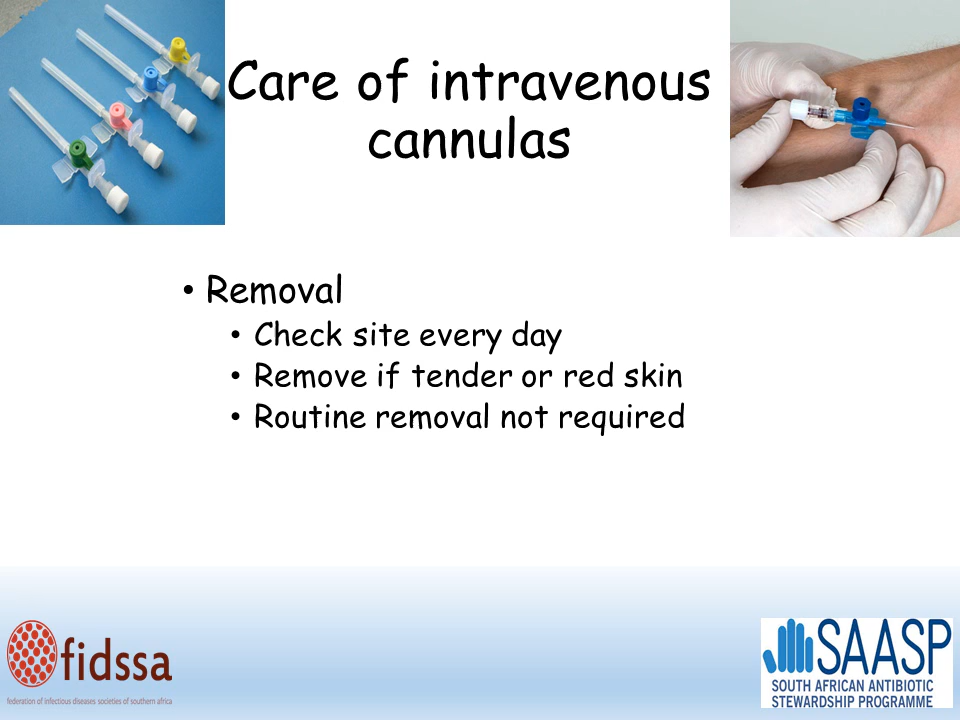 Care of intravenous
cannulas
• Removal
• Check site every day
• Remove if tender or red skin
• Routine removal not required
fidssa
federation of infectious diseases societies of southern africa
SAASP
SOUTH AFRICAN ANTIBIOTIC
STEWARDSHIP PROGRAMME